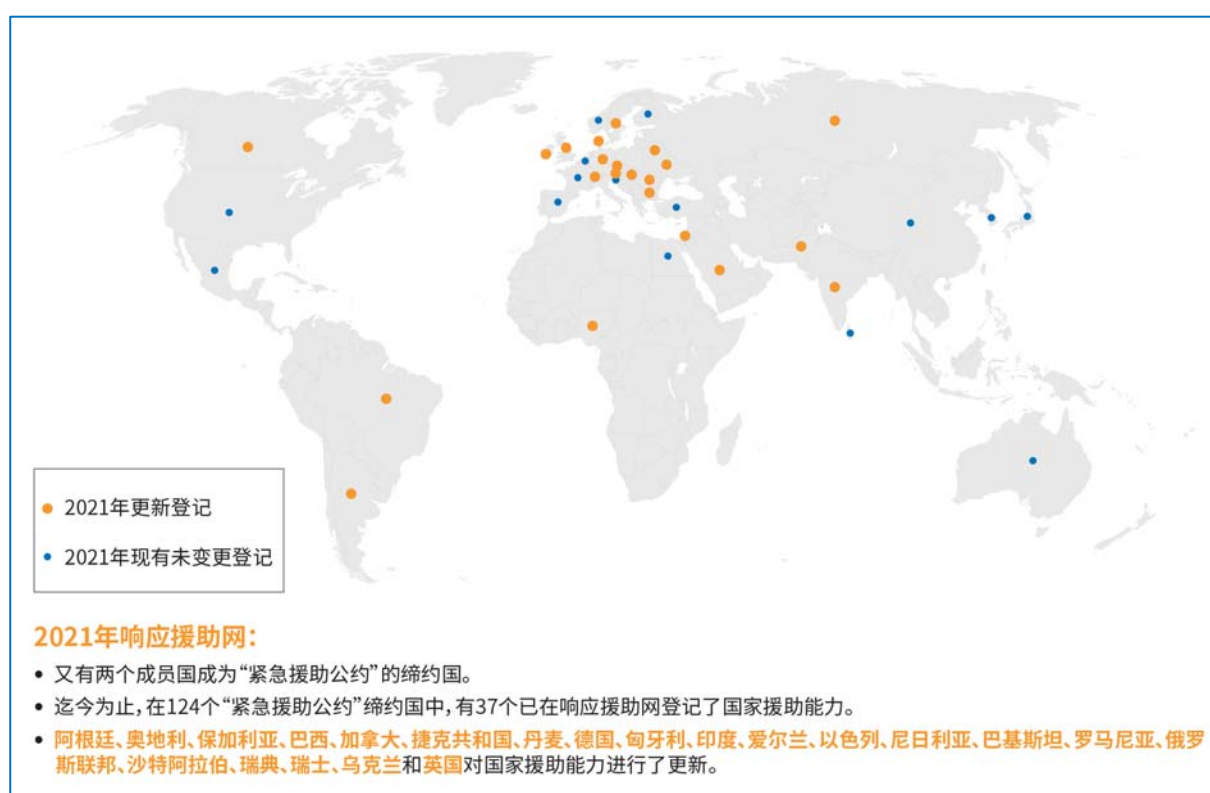 2021年更新登记
2021年现有未变更登记
2021年响应援助网：
• 又有两个成员国成为“紧急援助公约”的缔约国。
• 迄今为止，在124个“紧急援助公约”缔约国中，有37个已在响应援助网登记了国家援助能力。
• 阿根廷、奥地利、保加利亚、巴西、加拿大、捷克共和国、丹麦、德国、匈牙利、印度、爱尔兰、以色列、尼日利亚、巴基斯坦、罗马尼亚、俄罗
斯联邦、沙特阿拉伯、瑞典、瑞士、乌克兰和英国对国家援助能力进行了更新。